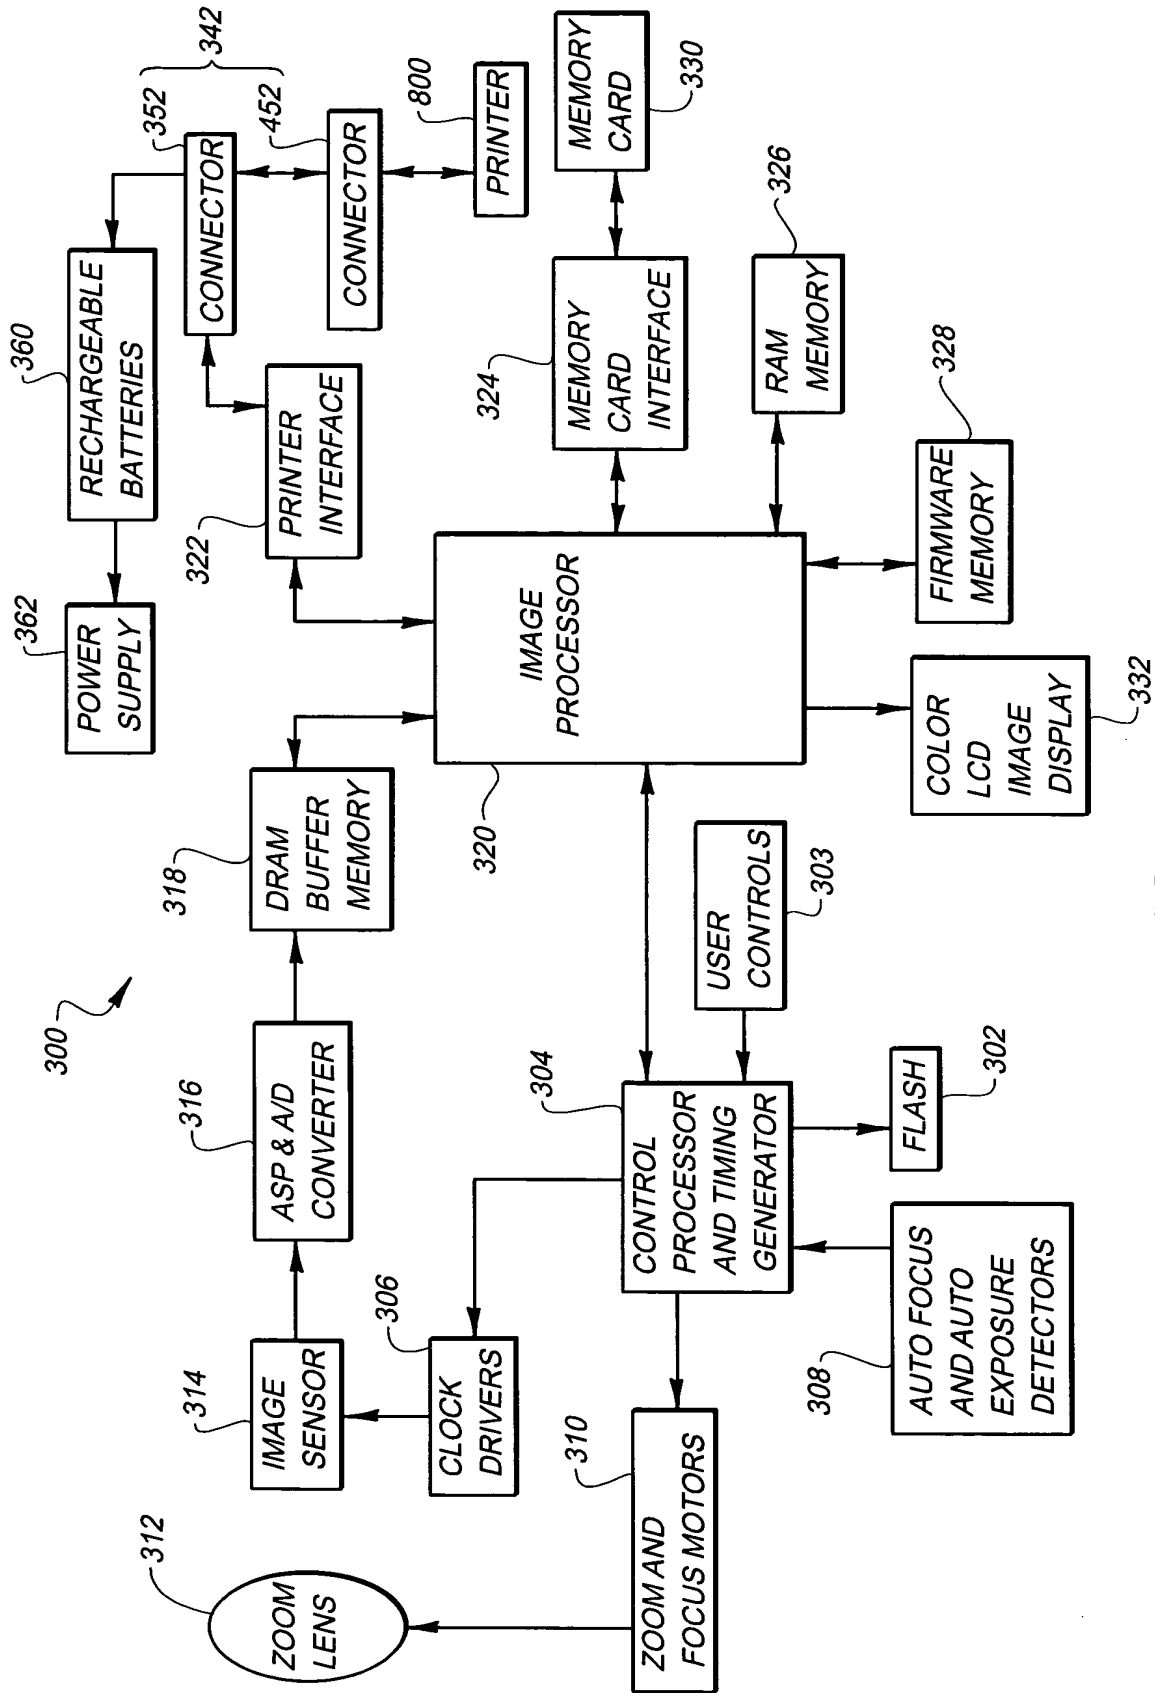 300
312
ZOOM
LENS
314
IMAGE
SENSOR
316
ASP & A/D
CONVERTER
318
DRAM
BUFFER
MEMORY
362
POWER
SUPPLY
360
RECHARGEABLE
BATTERIES
322
PRINTER
INTERFACE
352
342
CONNECTOR
452
CONNECTOR
800
PRINTER
306
CLOCK
DRIVERS
310
ZOOM AND
FOCUS MOTORS
304
CONTROL
PROCESSOR
AND TIMING
GENERATOR
320
IMAGE
PROCESSOR
324
MEMORY
CARD
INTERFACE
MEMORY
CARD
330
USER
CONTROLS
303
RAM
MEMORY
326
308
AUTO FOCUS
AND AUTO
EXPOSURE
DETECTORS
FLASH
302
COLOR
LCD
IMAGE
DISPLAY
332
FIRMWARE
MEMORY
328